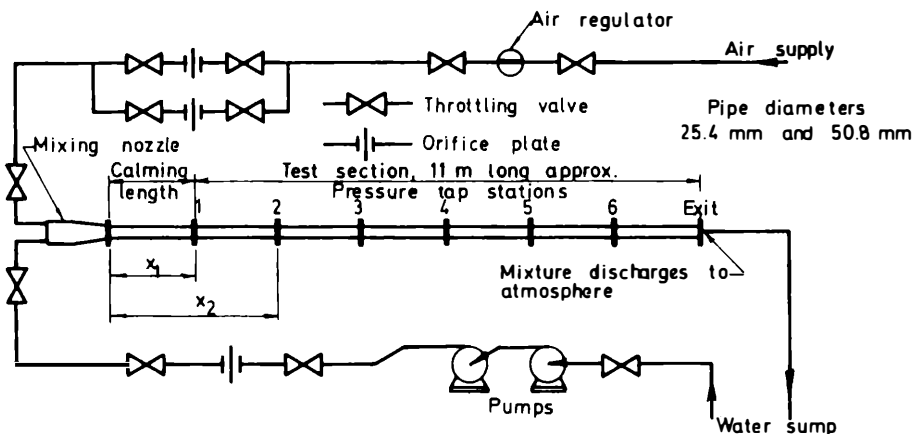 Air regulator
Air supply
Throttling valve
Pipe diameters
25.4 mm and 50.8 mm
Orifice plate
Mixing nozzle
Calming
length
Test section, 11 m long approx.
Pressure tap stations
1 2 3 4 5 6 Exit
x1
x2
Mixture discharges to
atmosphere
Pumps
Water sump